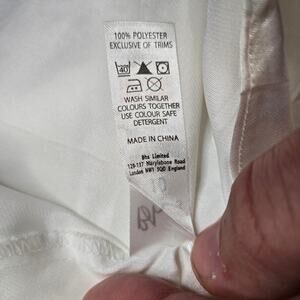 100% POLYESTER
EXCLUSIVE OF TRIMS
40
WASH SIMILAR
COLOURS TOGETHER
USE COLOUR SAFE
DETERGENT
MADE IN CHINA
Bhs Limited
129-137 Marylebone Road
London NW1 5QD England